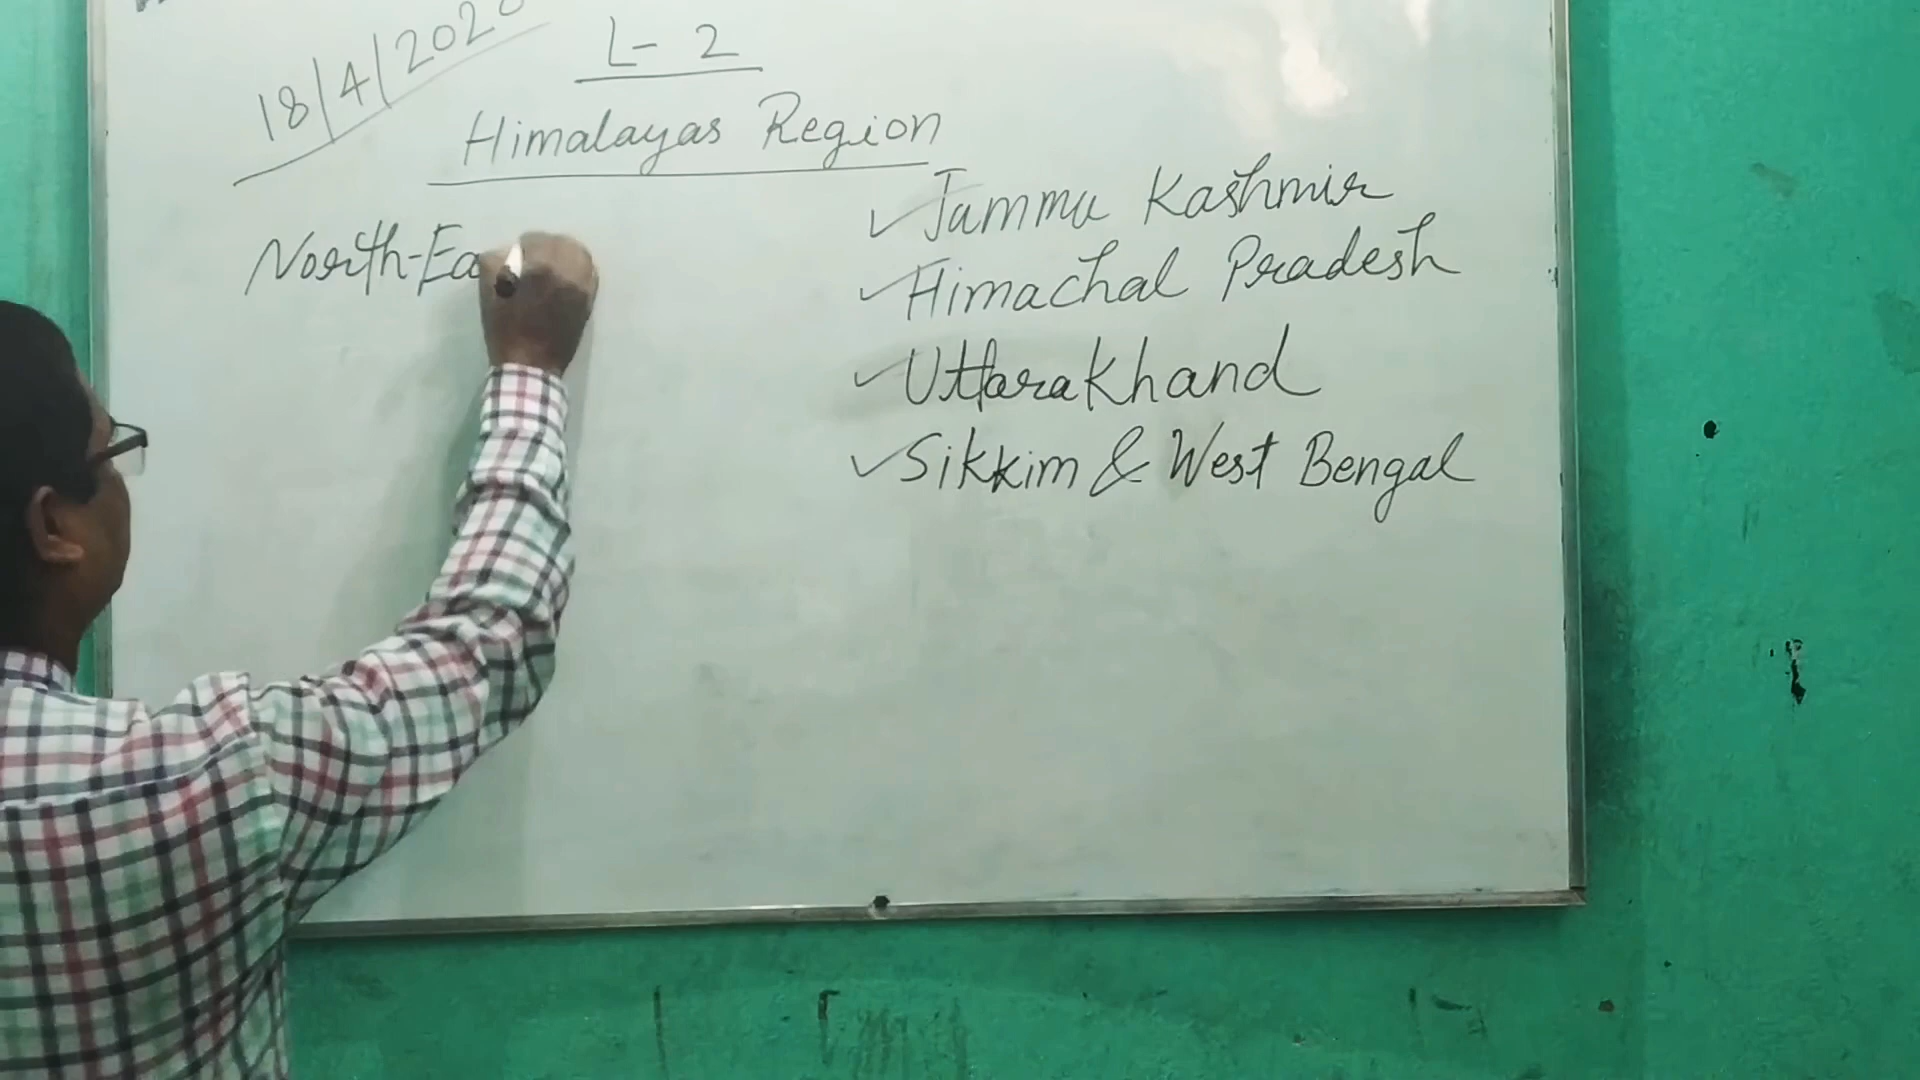 18/4/2020
L-2
Himalayas Region
North-Ea
Jammu Kashmir
Himachal Pradesh
Uttarakhand
Sikkim & West Bengal